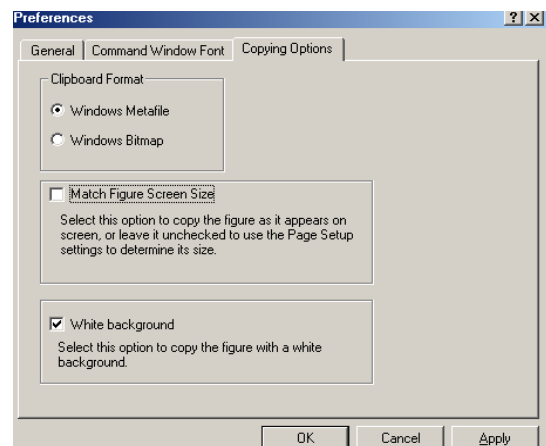 Preferences
General Command Window Font Copying Options
Clipboard Format
Windows Metafile
Windows Bitmap
Match Figure Screen Size
Select this option to copy the figure as it appears on
screen, or leave it unchecked to use the Page Setup
settings to determine its size.
White background
Select this option to copy the figure with a white
background.
OK Cancel Apply